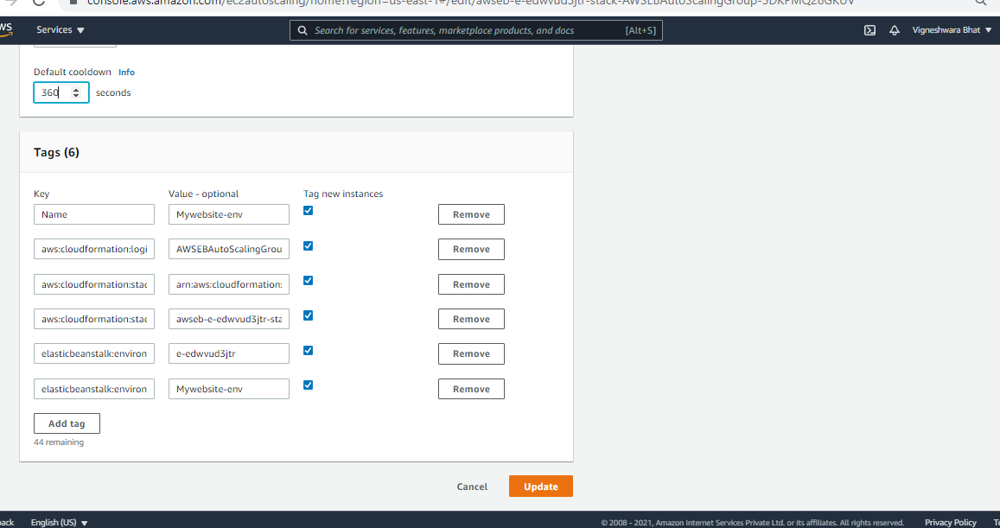 console.aws.amazon.com/ec2autoscaling/home?region=us-east-1#/edit/awseb-e-edwvud3jtr-stack-AWSEBAutoScalingGroup-
Services ▼ Search for services, features, marketplace products, and docs [Alt+S] Vigneshwara Bhat ▼
Default cooldown Info
360 seconds
Tags (6)
Key Value - optional Tag new instances
Name Mywebsite-env Remove
aws:cloudformation:logi AWSEBAutoScalingGrou Remove
aws:cloudformation:stac arn:aws:cloudformation: Remove
aws:cloudformation:stac awseb-e-edwvud3jtr-sta Remove
elasticbeanstalk:environ e-edwvud3jtr Remove
elasticbeanstalk:environ Mywebsite-env Remove
Add tag
44 remaining
Cancel Update
English (US) ▼ © 2008 - 2021, Amazon Internet Services Private Ltd. or its affiliates. All rights reserved. Privacy Policy